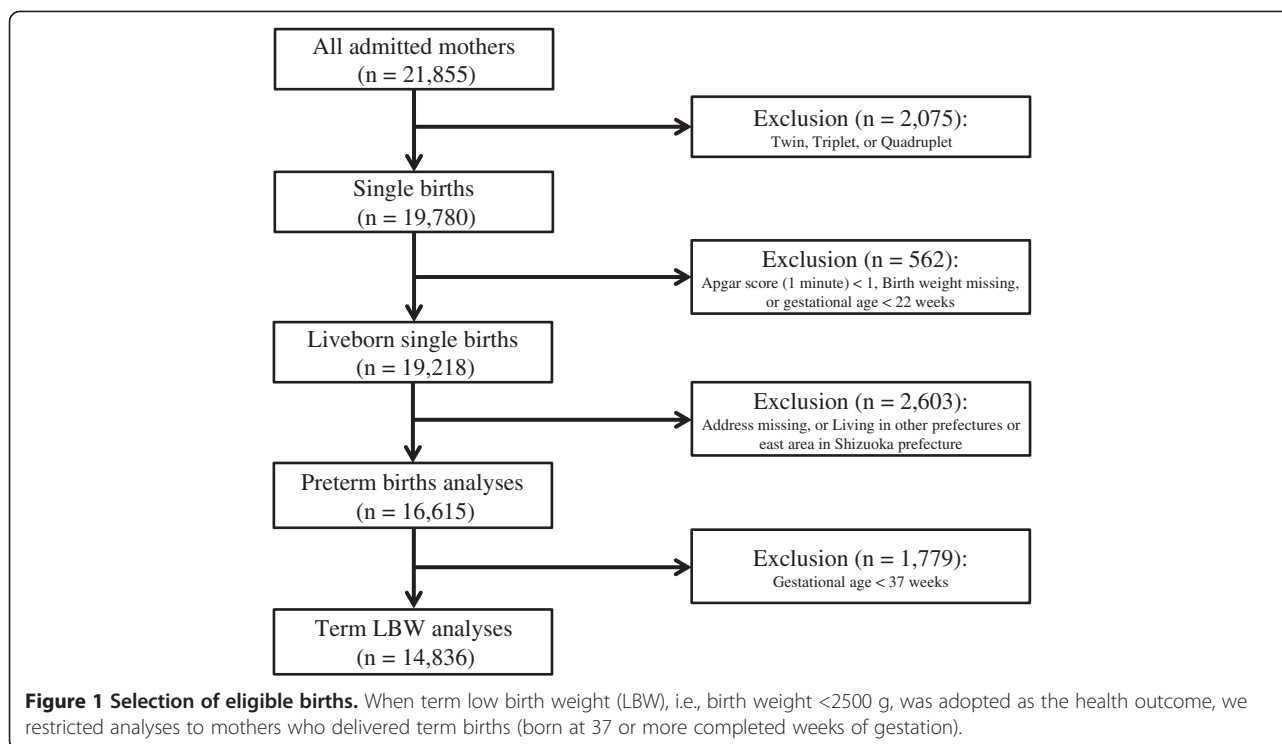 All admitted mothers
(n = 21,855)
Exclusion (n = 2,075):
Twin, Triplet, or Quadruplet
Single births
(n = 19,780)
Exclusion (n = 562):
Apgar score (1 minute) < 1, Birth weight missing,
or gestational age < 22 weeks
Liveborn single births
(n = 19,218)
Exclusion (n = 2,603):
Address missing, or Living in other prefectures or
east area in Shizuoka prefecture
Preterm births analyses
(n = 16,615)
Exclusion (n = 1,779):
Gestational age < 37 weeks
Term LBW analyses
(n = 14,836)
Figure 1 Selection of eligible births. When term low birth weight (LBW), i.e., birth weight <2500 g, was adopted as the health outcome, we
restricted analyses to mothers who delivered term births (born at 37 or more completed weeks of gestation).